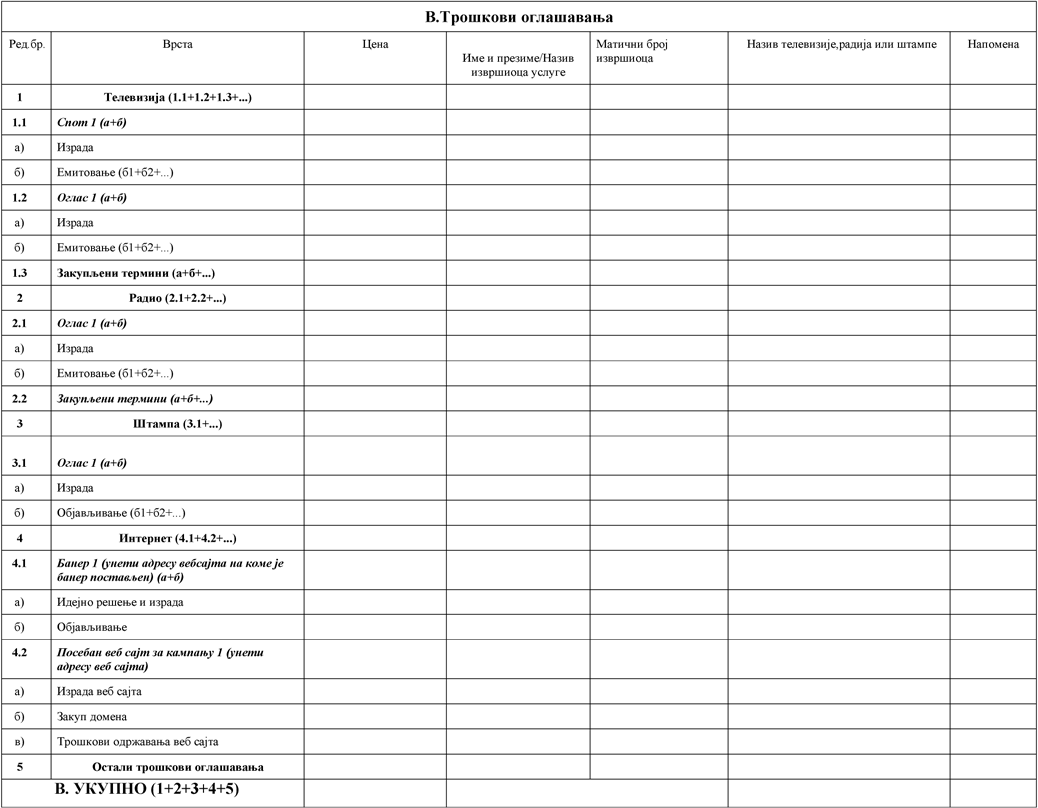 В.Трошкови оглашавања
Ред.бр. Врста Цена Име и презиме/Назив извршиоца услуге Матични број извршиоца Назив телевизије,радија или штампе Напомена
1 Телевизија (1.1+1.2+1.3+...)
1.1 Спот 1 (а+б)
а) Израда
б) Емитовање (б1+б2+...)
1.2 Оглас 1 (а+б)
а) Израда
б) Емитовање (б1+б2+...)
1.3 Закупљени термини (а+б+...)
2 Радио (2.1+2.2+...)
2.1 Оглас 1 (а+б)
а) Израда
б) Емитовање (б1+б2+...)
2.2 Закупљени термини (а+б+...)
3 Штампа (3.1+...)
3.1 Оглас 1 (а+б)
а) Израда
б) Објављивање (б1+б2+...)
4 Интернет (4.1+4.2+...)
4.1 Банер 1 (унети адресу вебсајта на коме је
банер постављен) (а+б)
а) Идејно решење и израда
б) Објављивање
4.2 Посебан веб сајт за кампању 1 (унети
адресу веб сајта)
а) Израда веб сајта
б) Закуп домена
в) Трошкови одржавања веб сајта
5 Остали трошкови оглашавања
В. УКУПНО (1+2+3+4+5)